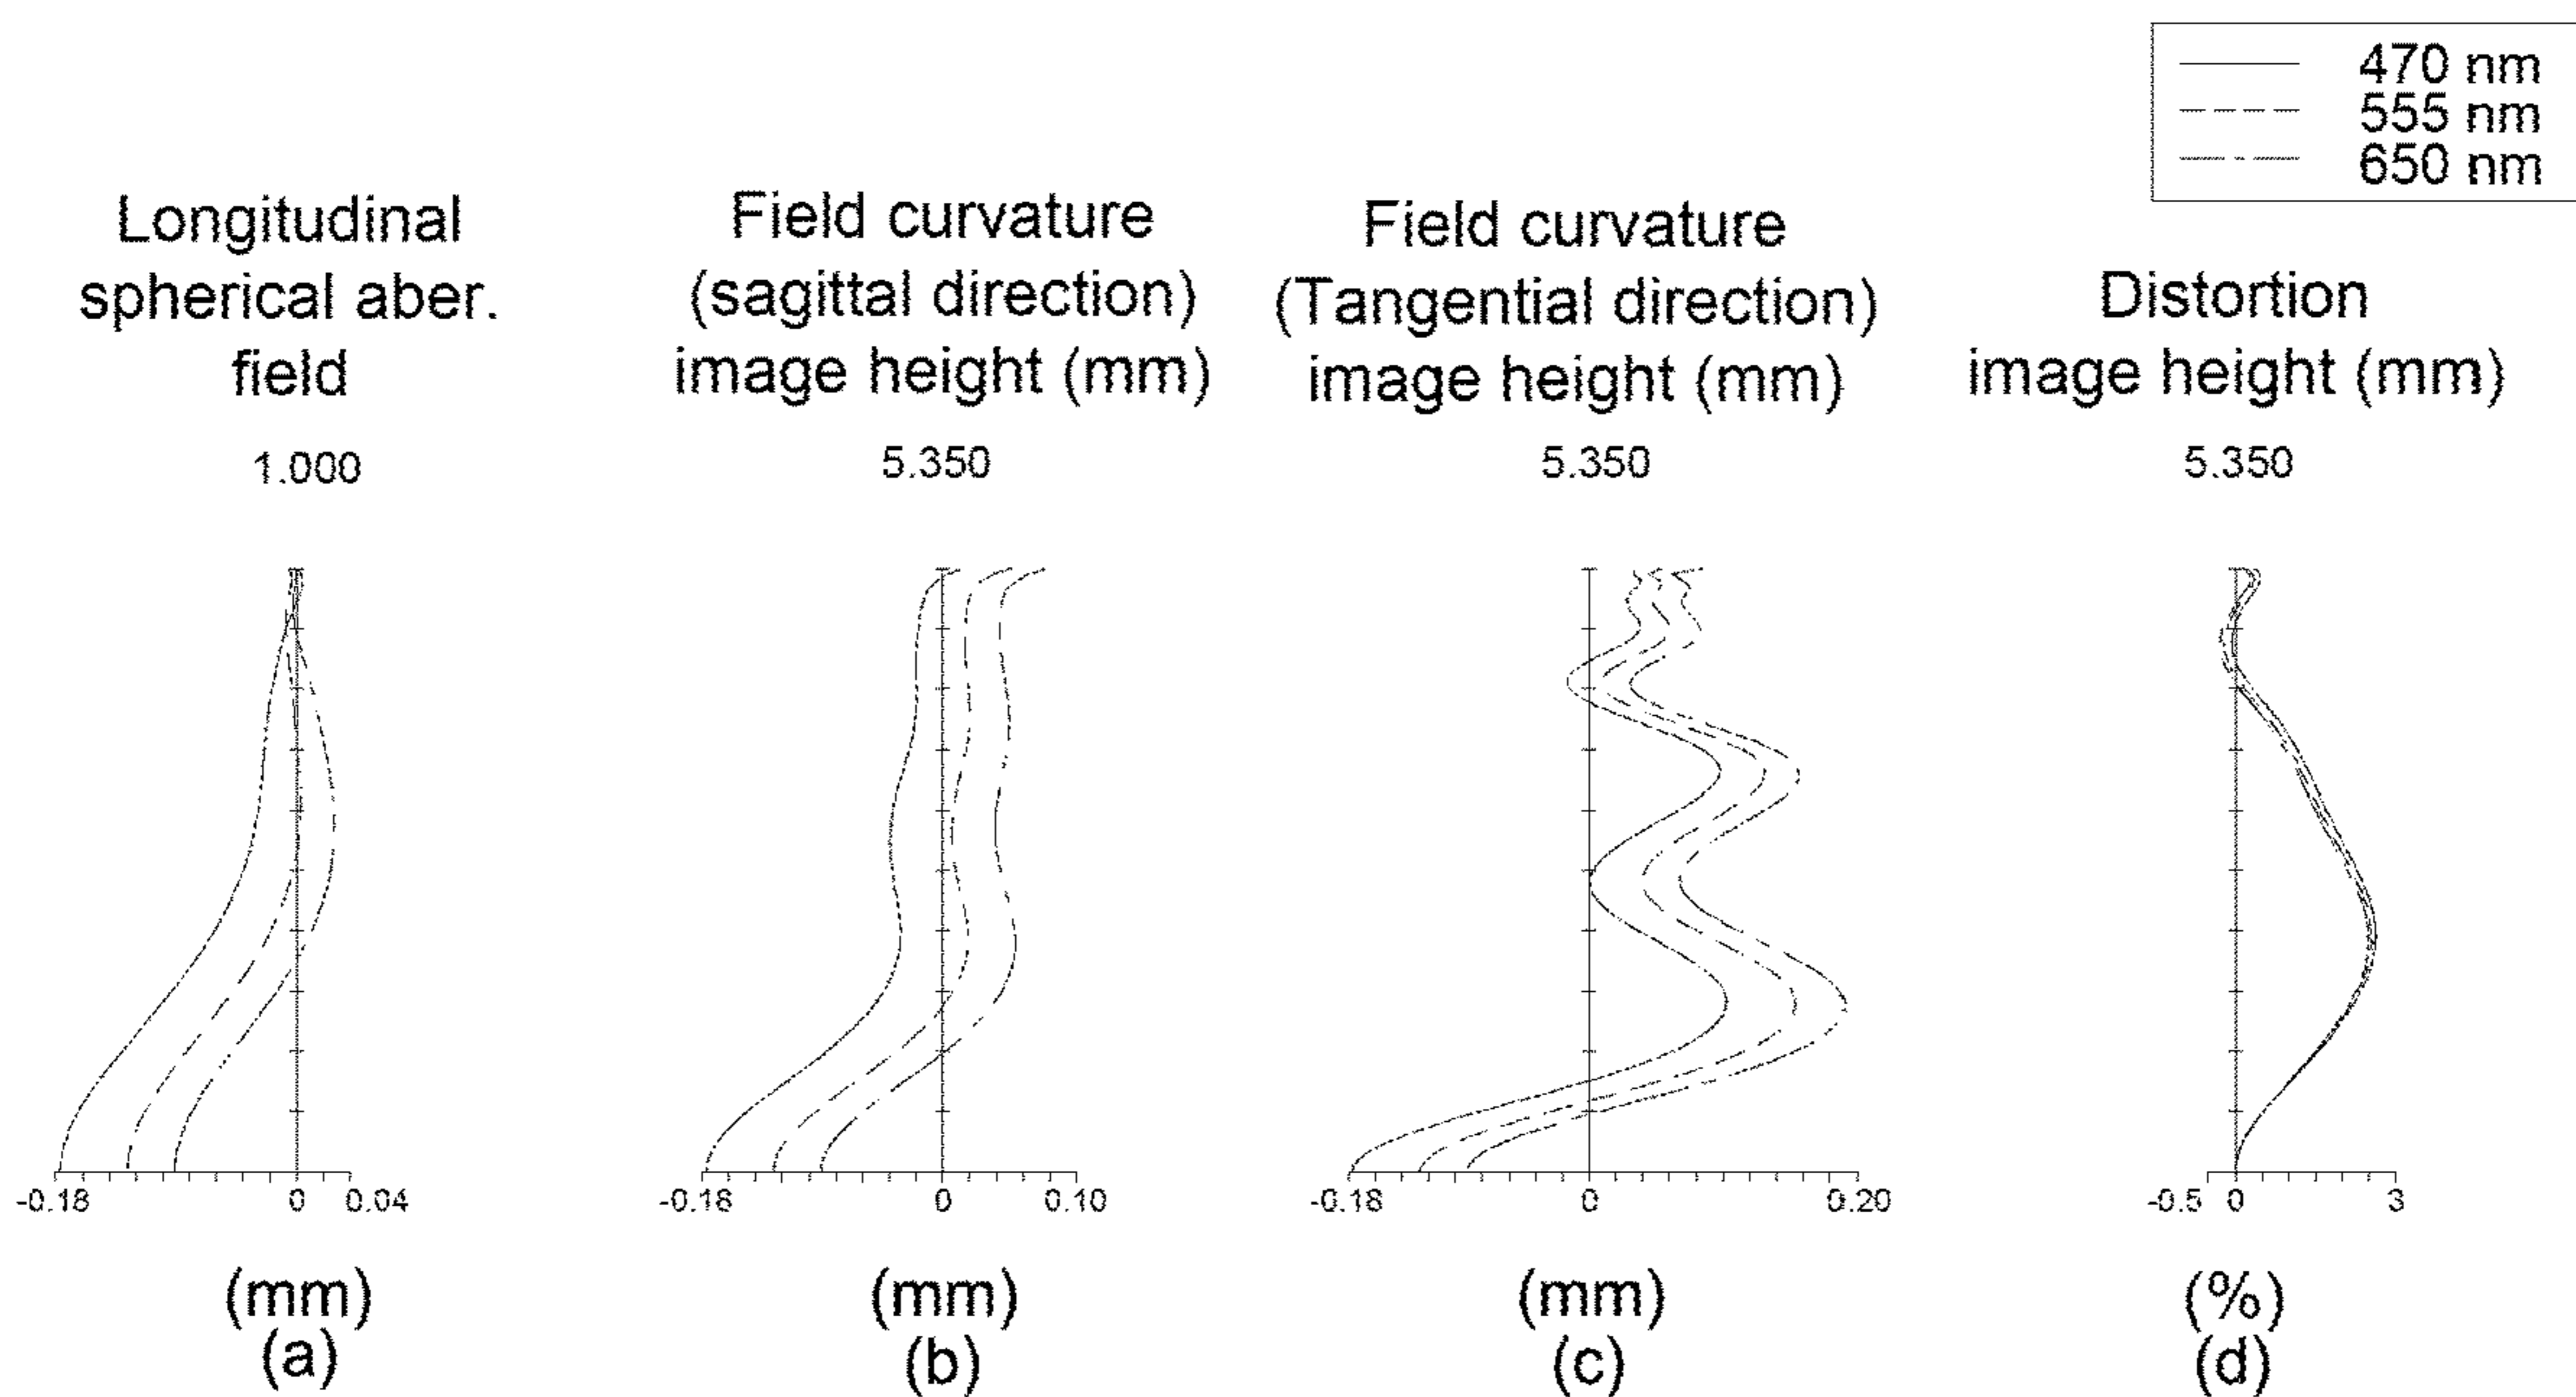 470 nm
555 nm
650 nm
Longitudinal
spherical aber.
field
1.000
-0.18 0 0.04
(mm)
(a)
Field curvature
(sagittal direction)
image height (mm)
5.350
-0.18 0 0.10
(mm)
(b)
Field curvature
(Tangential direction)
image height (mm)
5.350
-0.18 0 0.20
(mm)
(c)
Distortion
image height (mm)
5.350
-0.5 0 3
(%)
(d)